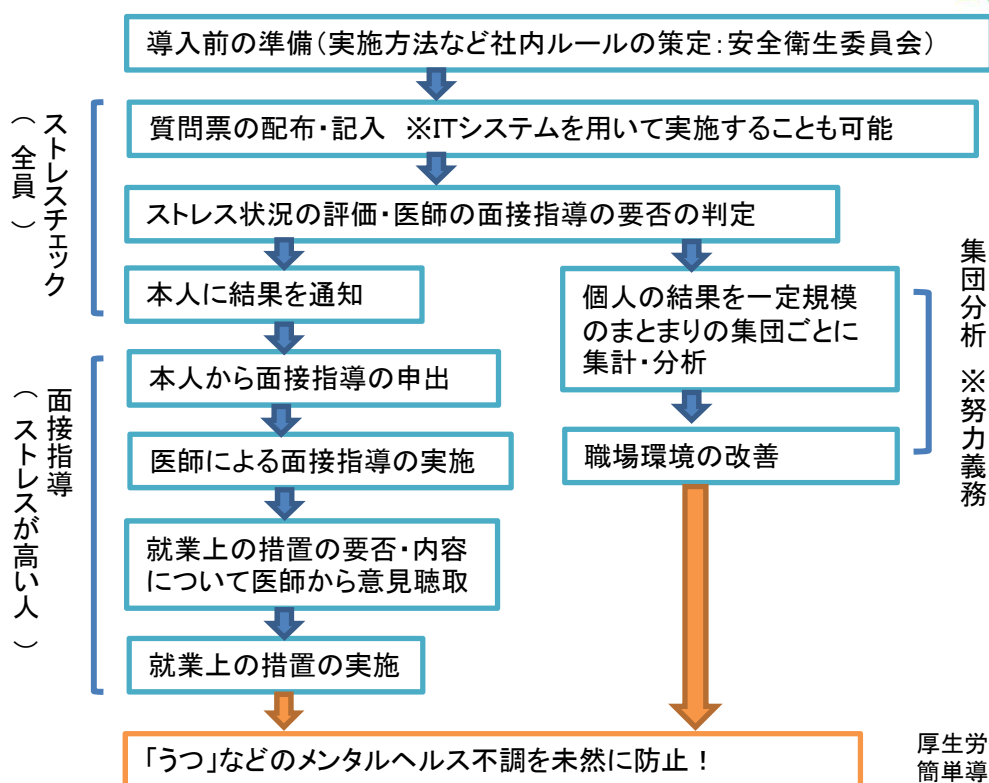 導入前の準備(実施方法など社内ルールの策定:安全衛生委員会)
ストレスチェック
(全員)
質問票の配布・記入 ※ITシステムを用いて実施することも可能
ストレス状況の評価・医師の面接指導の要否の判定
本人に結果を通知
面接指導
(ストレスが高い人)
本人から面接指導の申出
医師による面接指導の実施
就業上の措置の要否・内容
について医師から意見聴取
就業上の措置の実施
個人の結果を一定規模
のまとまりの集団ごとに
集計・分析
職場環境の改善
集団分析 ※努力義務
「うつ」などのメンタルヘルス不調を未然に防止!
厚生労
簡単導